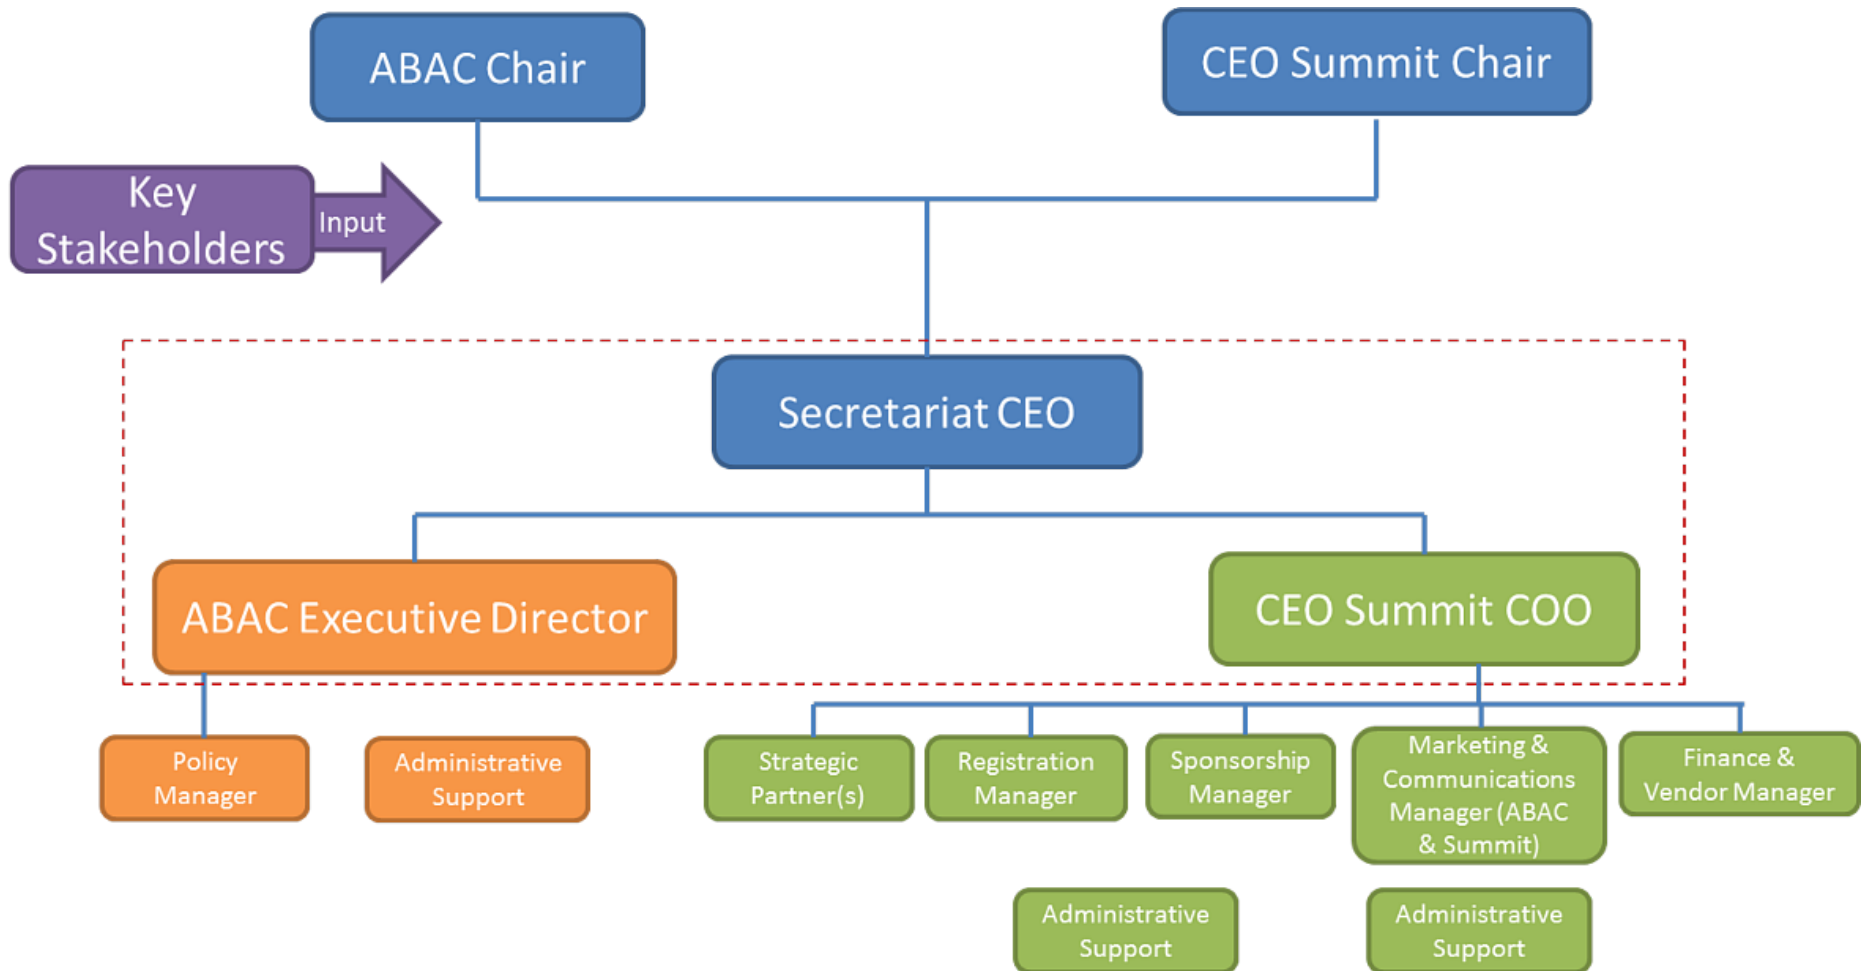 ABAC Chair
CEO Summit Chair
Key
Stakeholders
Input
Secretariat CEO
ABAC Executive Director
CEO Summit COO
Policy
Manager
Administrative
Support
Strategic
Partner(s)
Registration
Manager
Sponsorship
Manager
Marketing &
Communications
Manager (ABAC
& Summit)
Finance &
Vendor Manager
Administrative
Support
Administrative
Support